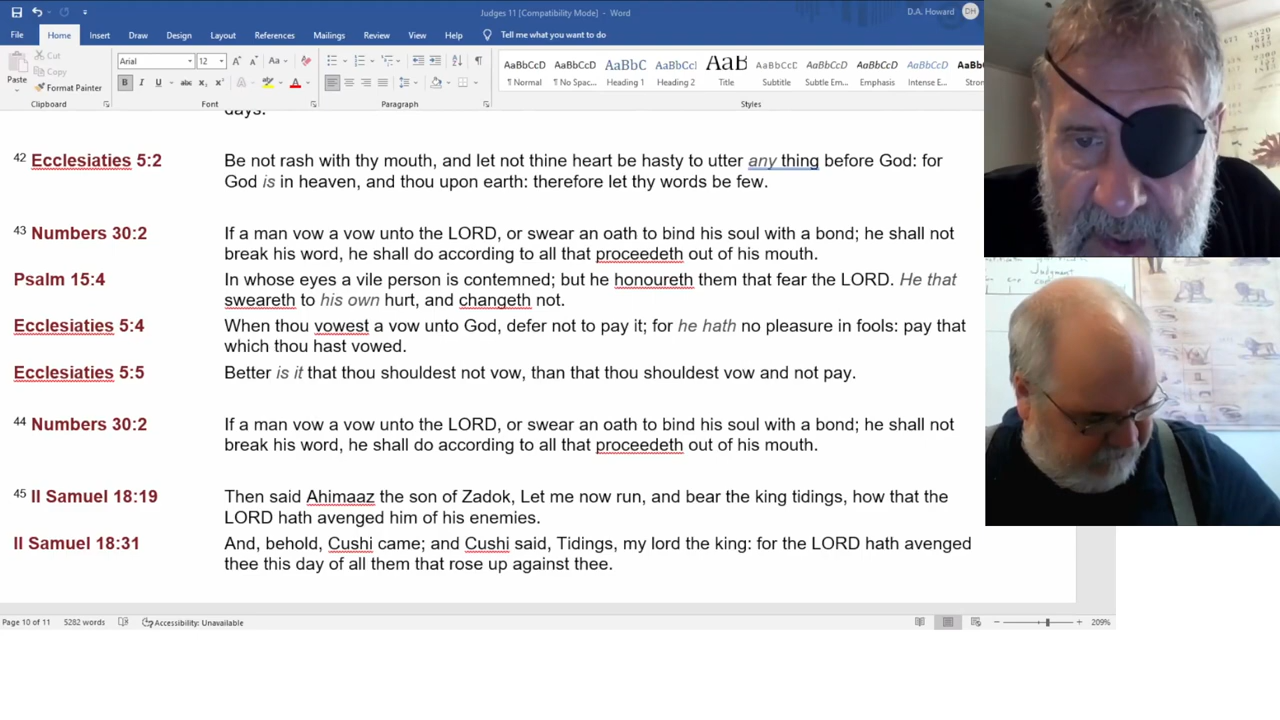 Judges 11 [Compatibility Mode] - Word
D.A. Howard DH
File Home Insert Draw Design Layout References Mailings Review View Help Tell me what you want to do
Paste Cut Copy Format Painter
Arial 12
B I U abc X₂ X²
AaBbCcD AaBbCcD AaBbC AaBbCcI AaB AaBbCcD AaBbCcD AaBbCcD AaBbCcD AaBb
¶ Normal ¶ No Spac... Heading 1 Heading 2 Title Subtitle Subtle Em... Emphasis Intense E... Stron
Clipboard Font Paragraph Styles
days.
42 Ecclesiaties 5:2 Be not rash with thy mouth, and let not thine heart be hasty to utter any thing before God: for
God is in heaven, and thou upon earth: therefore let thy words be few.
43 Numbers 30:2 If a man vow a vow unto the LORD, or swear an oath to bind his soul with a bond; he shall not
break his word, he shall do according to all that proceedeth out of his mouth.
Psalm 15:4 In whose eyes a vile person is contemned; but he honoureth them that fear the LORD. He that
sweareth to his own hurt, and changeth not.
Ecclesiaties 5:4 When thou vowest a vow unto God, defer not to pay it; for he hath no pleasure in fools: pay that
which thou hast vowed.
Ecclesiaties 5:5 Better is it that thou shouldest not vow, than that thou shouldest vow and not pay.
44 Numbers 30:2 If a man vow a vow unto the LORD, or swear an oath to bind his soul with a bond; he shall not
break his word, he shall do according to all that proceedeth out of his mouth.
45 II Samuel 18:19 Then said Ahimaaz the son of Zadok, Let me now run, and bear the king tidings, how that the
LORD hath avenged him of his enemies.
II Samuel 18:31 And, behold, Cushi came; and Cushi said, Tidings, my lord the king: for the LORD hath avenged
thee this day of all them that rose up against thee.
Page 10 of 11 5282 words Accessibility: Unavailable 209%
Judgment